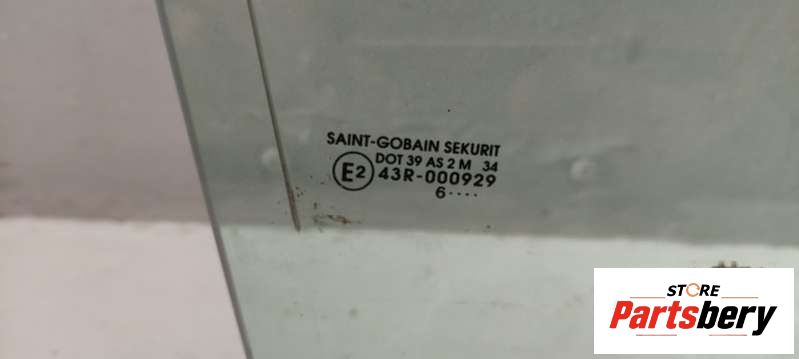 SAINT-GOBAIN SEKURIT
DOT 39 AS 2 M 34
E2 43R-000929
6····
STORE
Partsbery